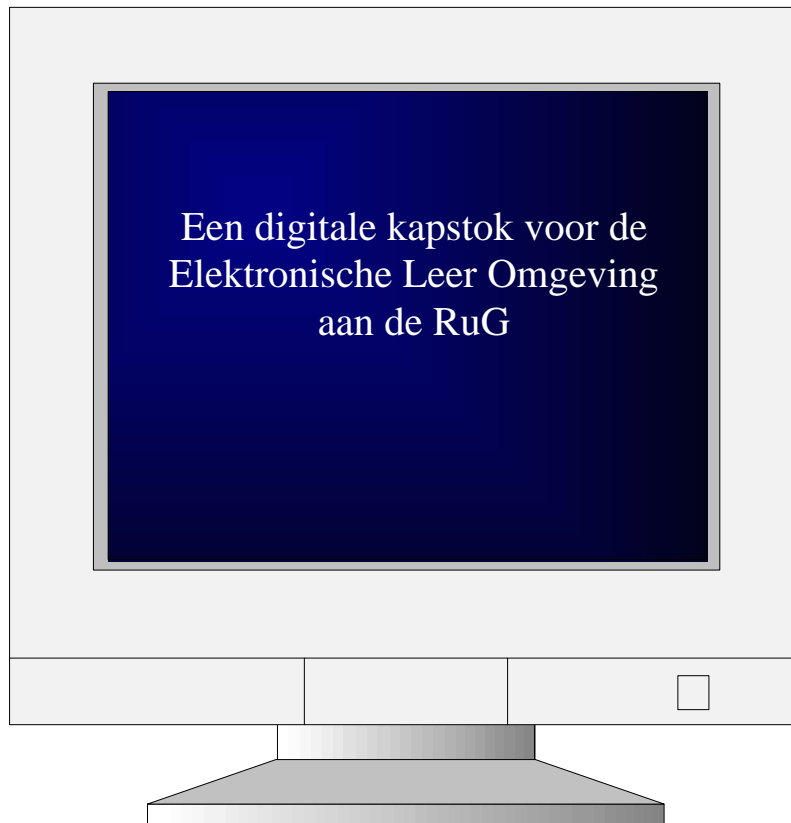 Een digitale kapstok voor de
Elektronische Leer Omgeving
aan de RuG